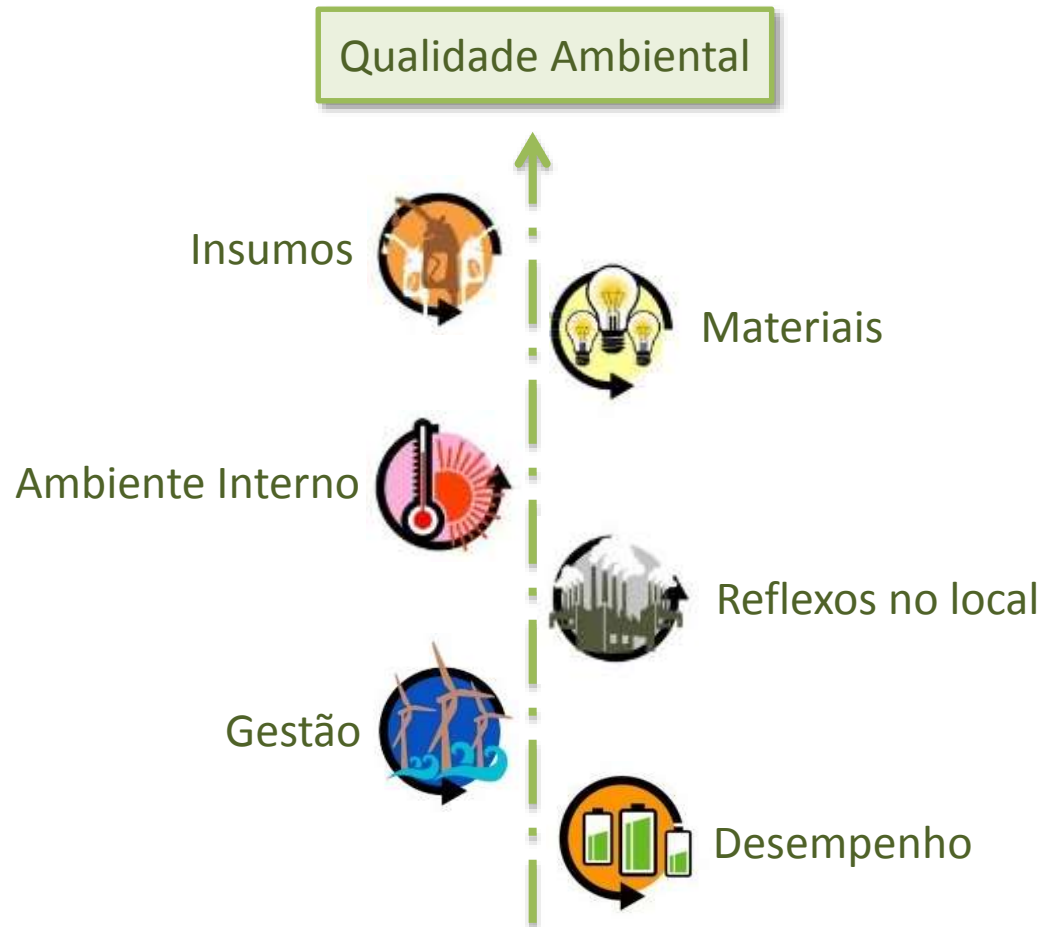 Qualidade Ambiental
Insumos
Materiais
Ambiente Interno
Reflexos no local
Gestão
Desempenho